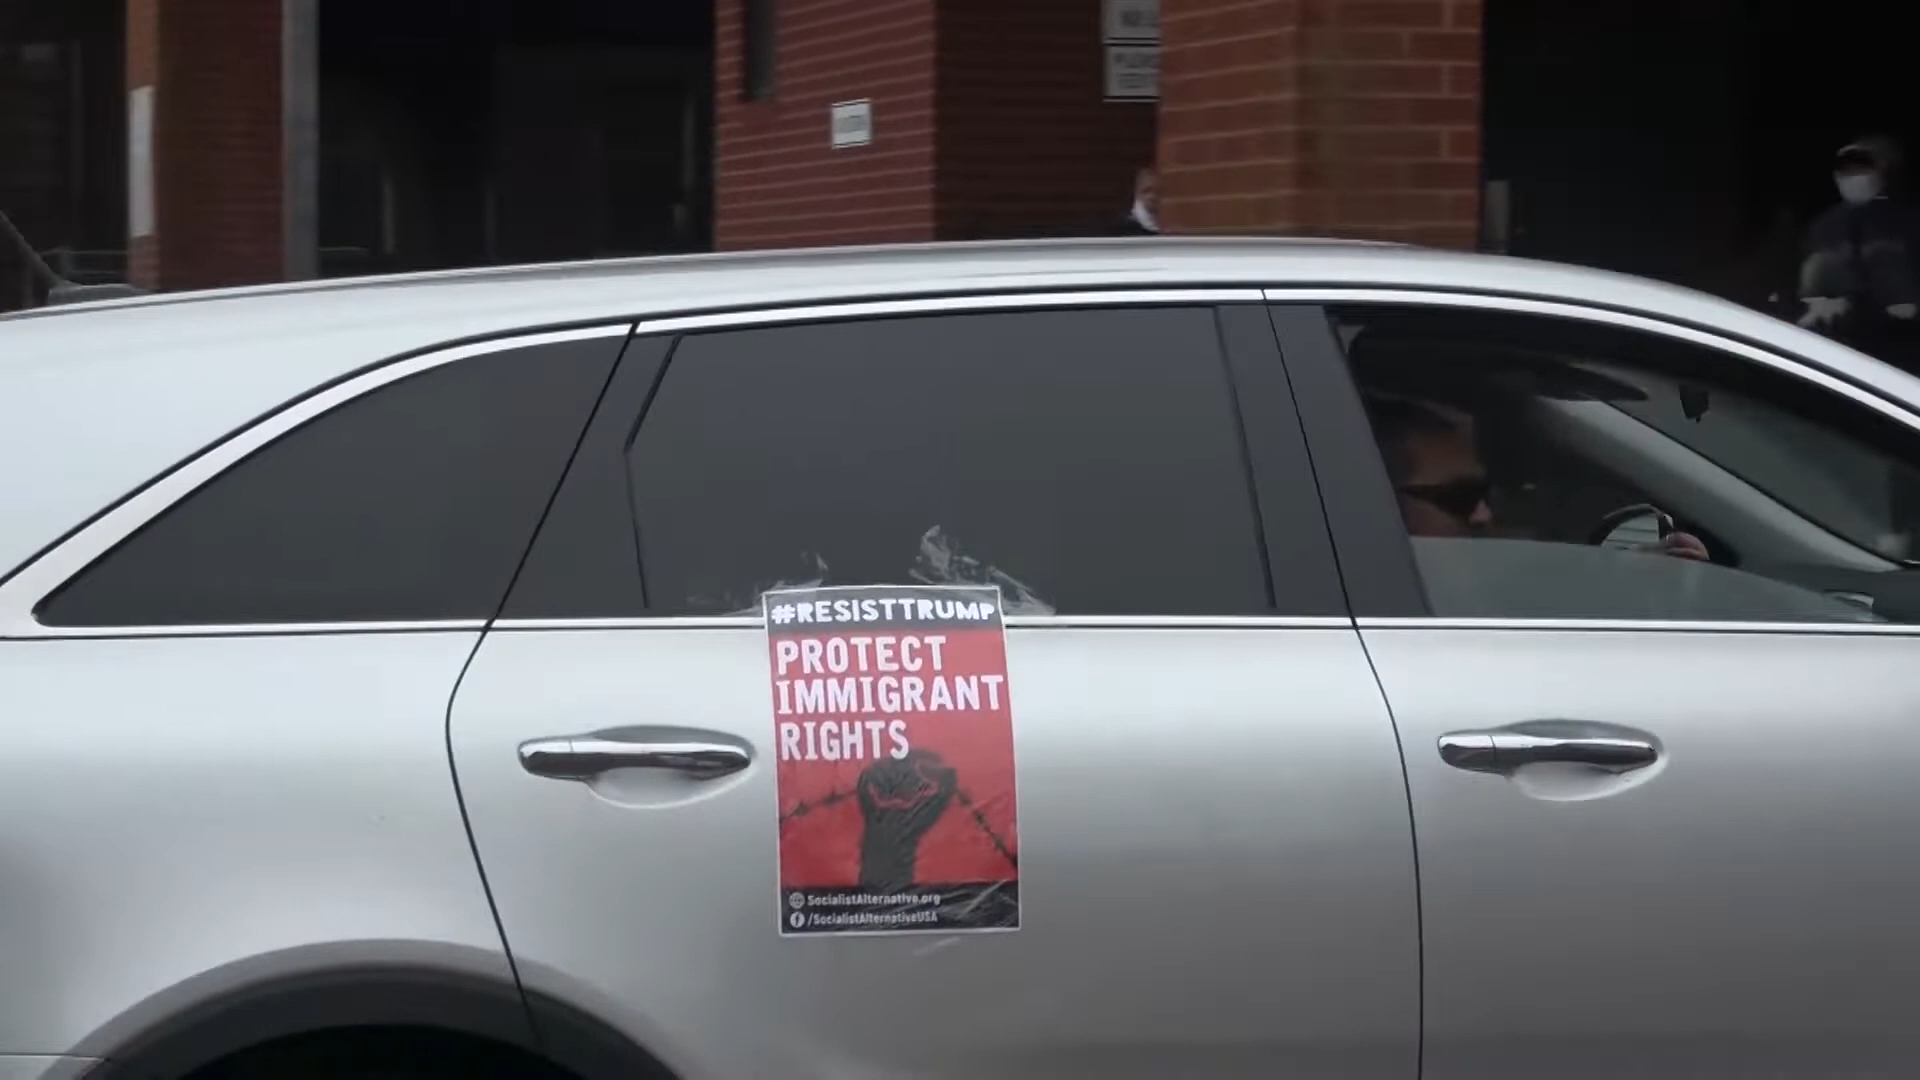 #RESISTTRUMP
PROTECT
IMMIGRANT
RIGHTS
SocialistAlternative.org
/SocialistAlternativeUSA